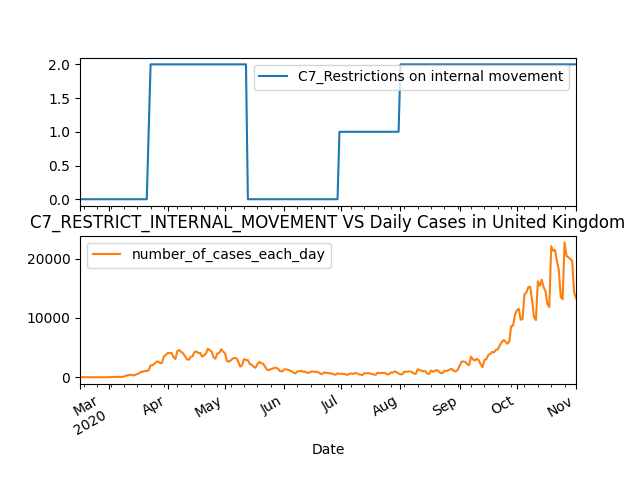 2.0
1.5
1.0
0.5
0.0
C7_Restrictions on internal movement
C7_RESTRICT_INTERNAL_MOVEMENT VS Daily Cases in United Kingdom
20000
10000
0
number_of_cases_each_day
Mar
2020
Apr
May
Jun
Jul
Aug
Sep
Oct
Nov
Date